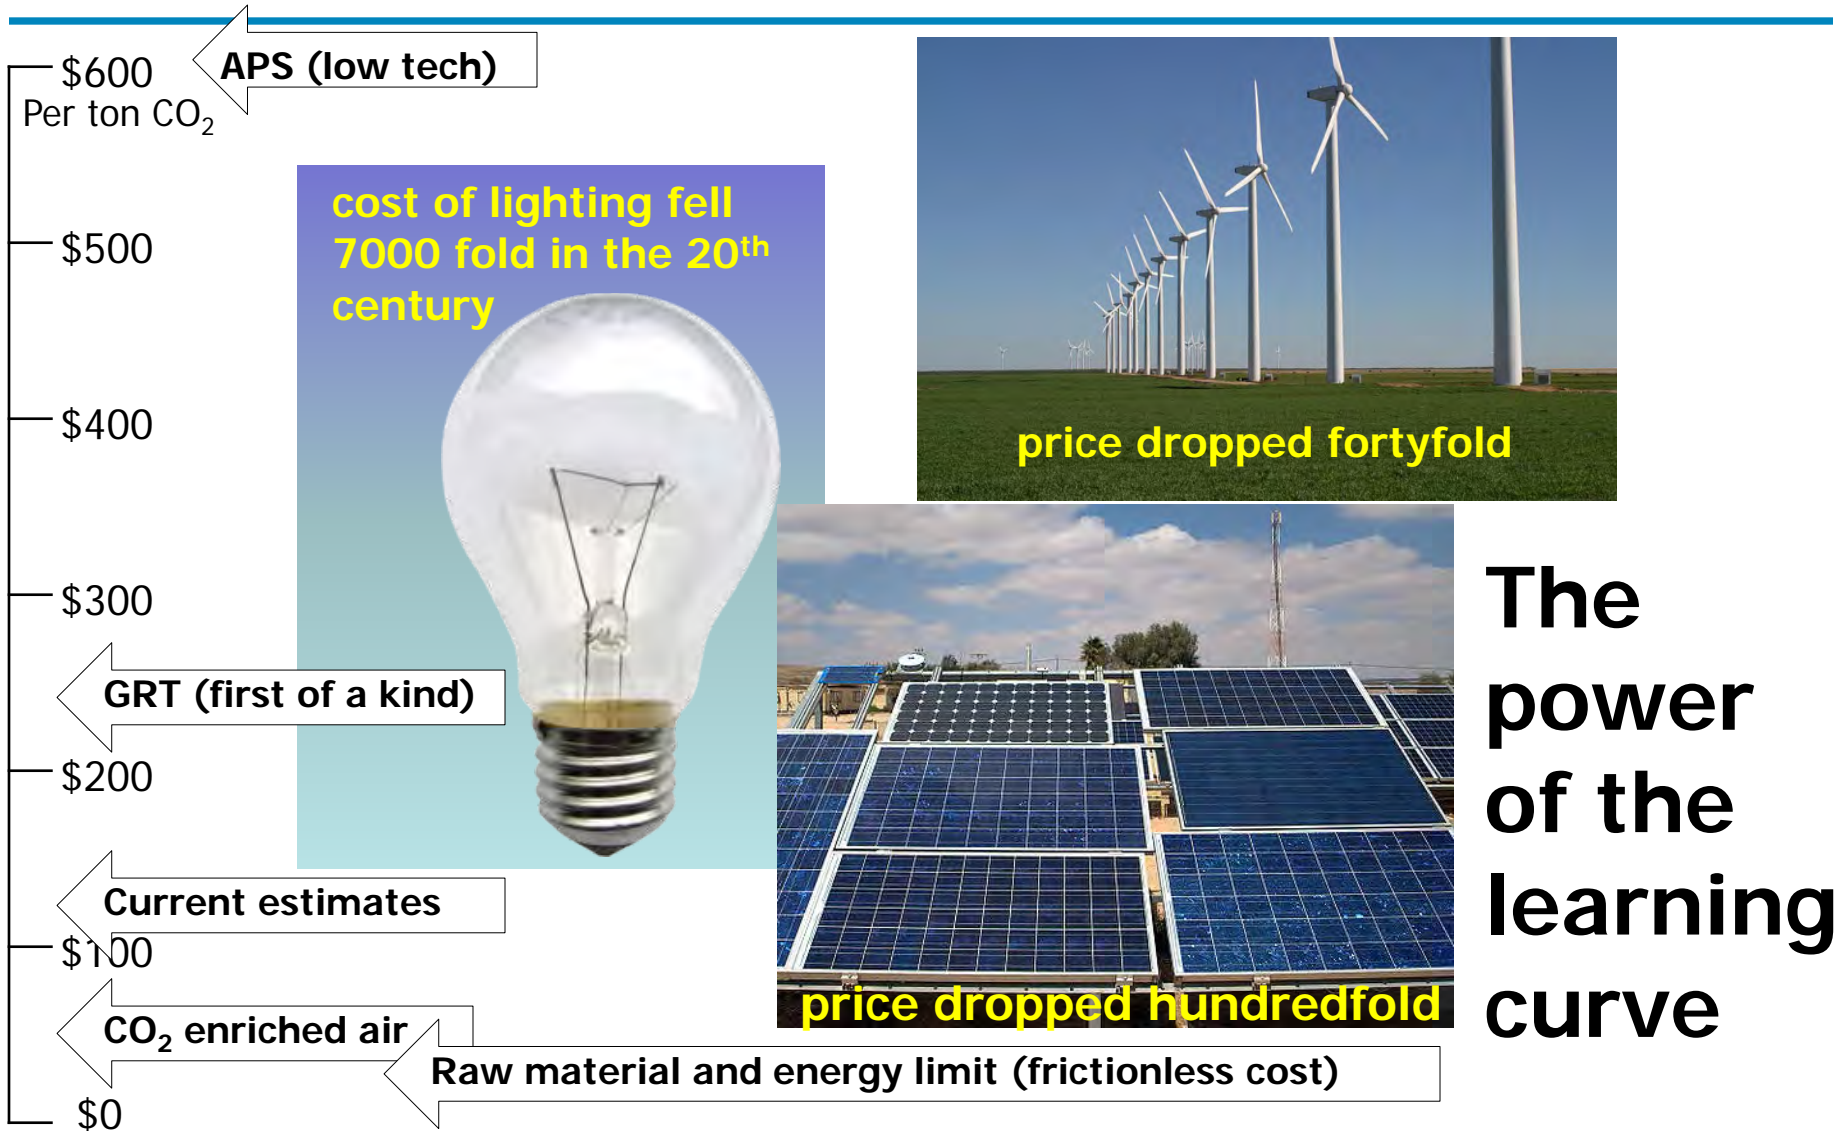 APS (low tech)
$600
Per ton CO₂
cost of lighting fell
7000 fold in the 20th
century
$500
$400
price dropped fortyfold
$300
GRT (first of a kind)
$200
Current estimates
$100
CO₂ enriched air
Raw material and energy limit (frictionless cost)
$0
price dropped hundredfold
The
power
of the
learning
curve